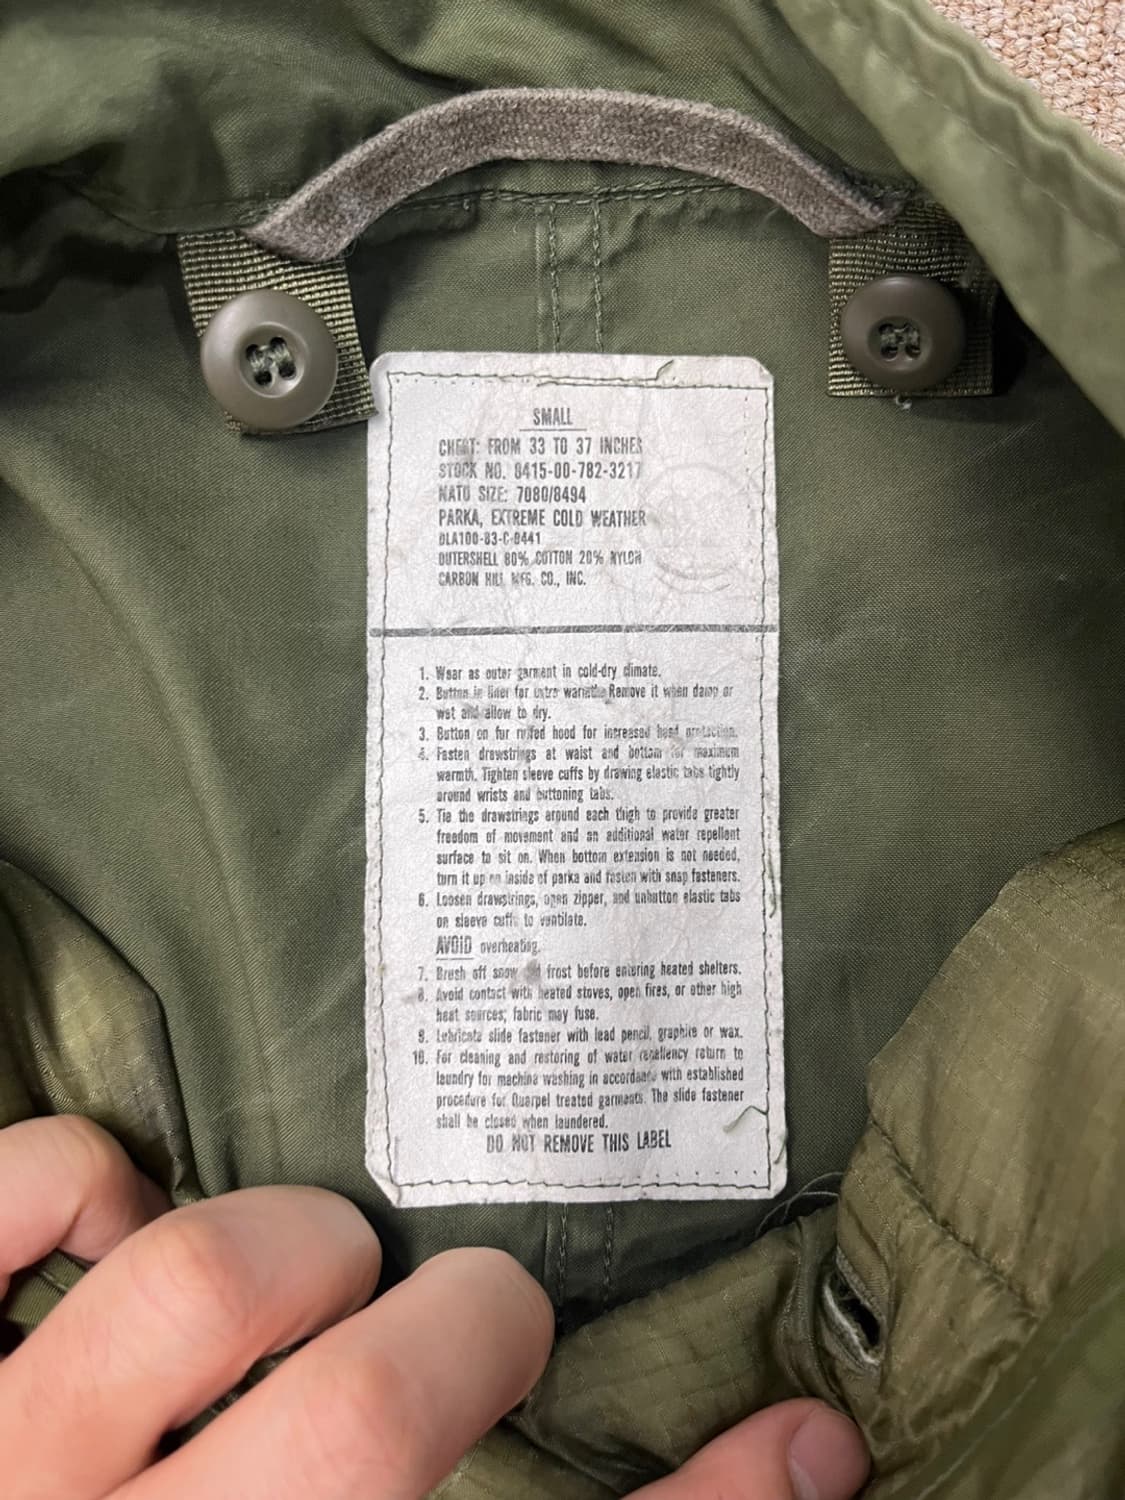 SMALL
CHEST: FROM 33 TO 37 INCHES
STOCK NO. 8415-00-782-3217
NATO SIZE: 7080/8494
PARKA, EXTREME COLD WEATHER
DLA100-83-C-0441
OUTERSHELL 80% COTTON 20% NYLON
CARBON HILL MFG. CO., INC.
1. Wear as outer garment in cold-dry climate.
2. Button in liner for extra warmth. Remove it when damp or
wet and allow to dry.
3. Button on fur ruffed hood for increased head protection.
4. Fasten drawstrings at waist and bottom for maximum
warmth. Tighten sleeve cuffs by drawing elastic tabs tightly
around wrists and buttoning tabs.
5. Tie the drawstrings around each thigh to provide greater
freedom of movement and an additional water repellent
surface to sit on. When bottom extension is not needed,
turn it up on inside of parka and fasten with snap fasteners.
6. Loosen drawstrings, open zipper, and unbutton elastic tabs
on sleeve cuffs to ventilate.
AVOID overheating.
7. Brush off snow and frost before entering heated shelters.
8. Avoid contact with heated stoves, open fires, or other high
heat sources; fabric may fuse.
9. Lubricate slide fastener with lead pencil, graphite or wax.
10. For cleaning and restoring of water repellency return to
laundry for machine washing in accordance with established
procedure for Quarpel treated garments. The slide fastener
shall be closed when laundered.
DO NOT REMOVE THIS LABEL